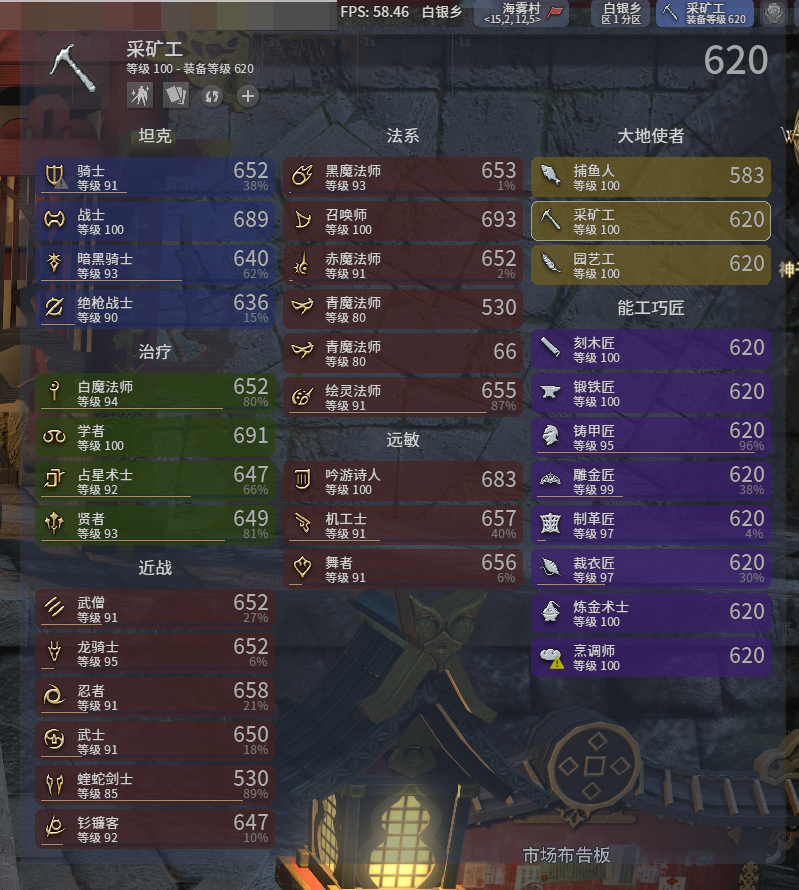 FPS: 58.46 白银乡
海雾村
<15,2, 12,5>
白银乡
区 1 分区
采矿工
装备等级 620
-3s
-2s
-1s
采矿工
等级 100 - 装备等级 620
620
坦克
骑士 652
等级 91 38%
战士 689
等级 100
暗黑骑士 640
等级 93 62%
绝枪战士 636
等级 90 15%
治疗
白魔法师 652
等级 94 80%
学者 691
等级 100
占星术士 647
等级 92 66%
贤者 649
等级 93 81%
近战
武僧 652
等级 91 27%
龙骑士 652
等级 95 6%
忍者 658
等级 91 21%
武士 650
等级 91 18%
蝰蛇剑士 530
等级 85 89%
钐镰客 647
等级 92 10%
法系
黑魔法师 653
等级 93 1%
召唤师 693
等级 100
赤魔法师 652
等级 91 2%
青魔法师 530
等级 80
青魔法师 66
等级 80
绘灵法师 655
等级 91 87%
远敏
吟游诗人 683
等级 100
机工士 657
等级 91 40%
舞者 656
等级 91 6%
大地使者
捕鱼人 583
等级 100
采矿工 620
等级 100
园艺工 620
等级 100
能工巧匠
刻木匠 620
等级 100
锻铁匠 620
等级 100
铸甲匠 620
等级 95 96%
雕金匠 620
等级 99 38%
制革匠 620
等级 97 4%
裁衣匠 620
等级 97 30%
炼金术士 620
等级 100
烹调师 620
等级 100
市场布告板